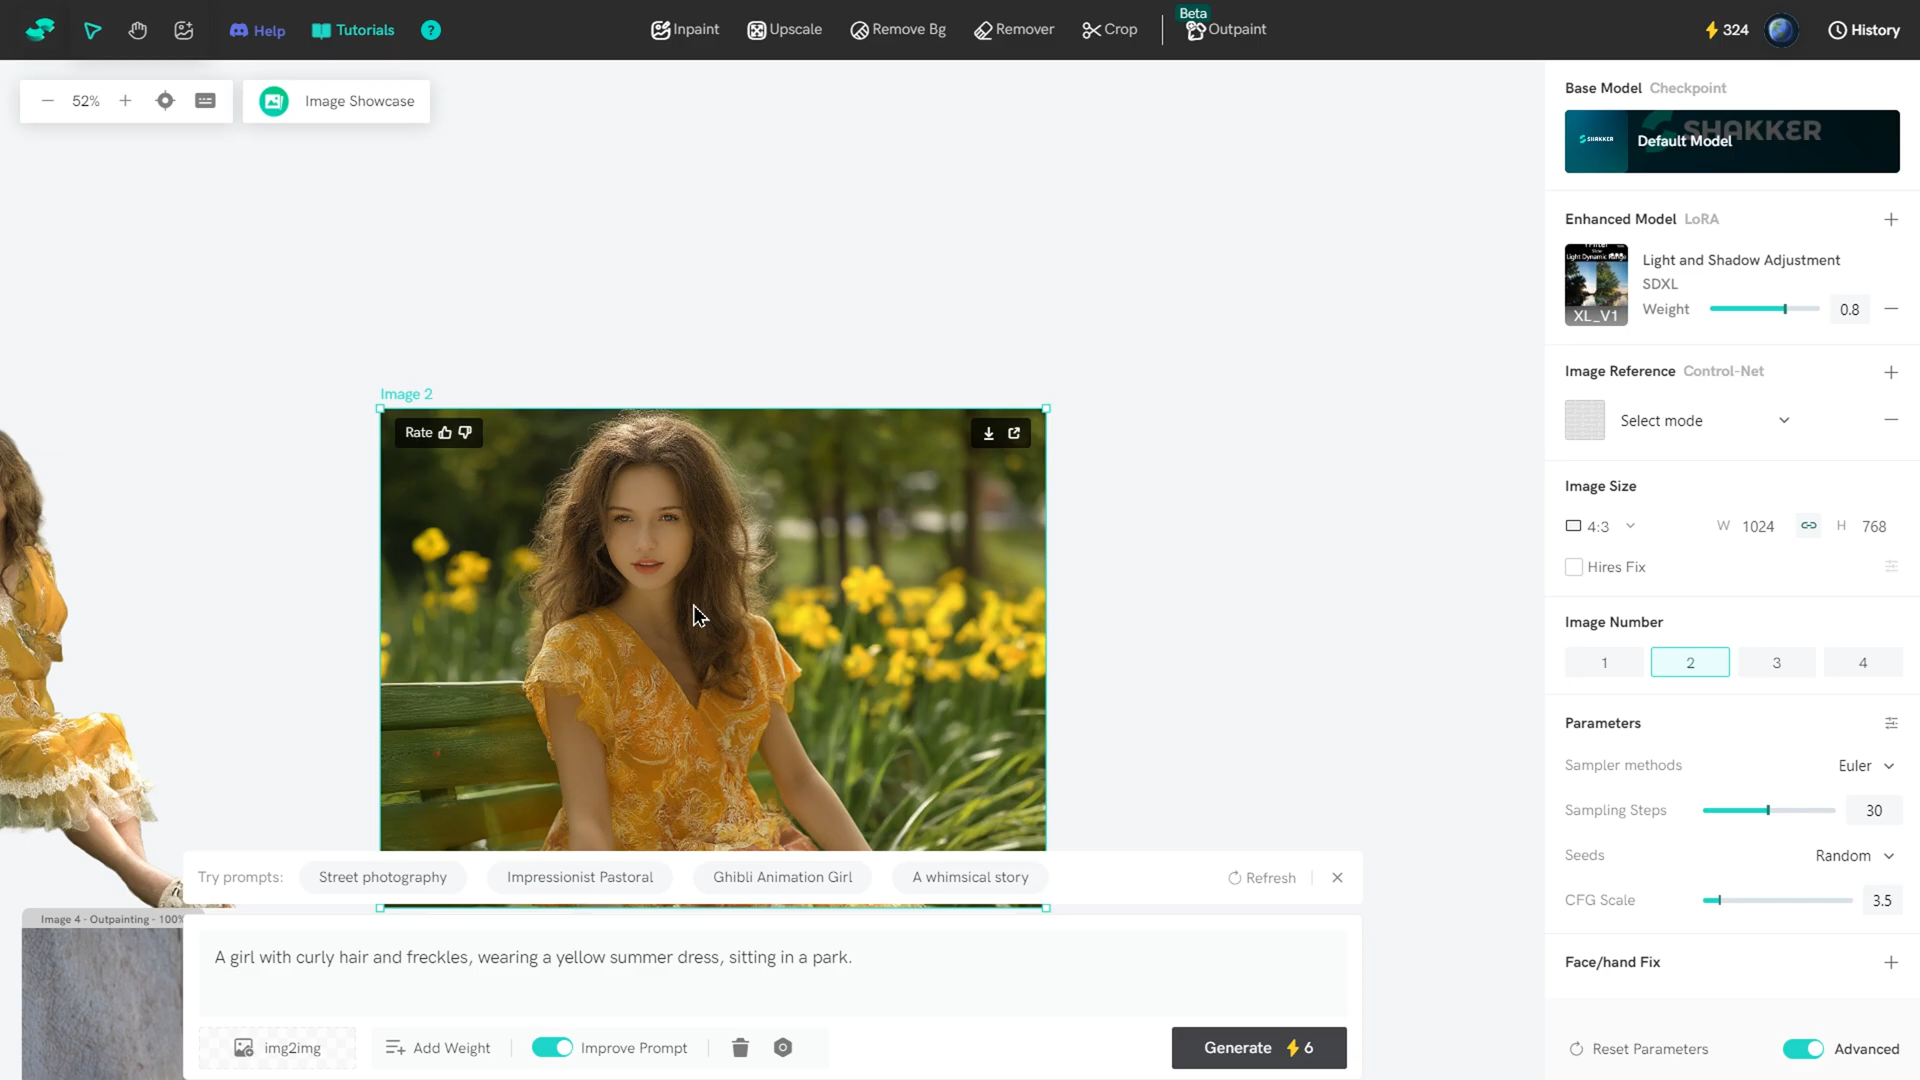 Help
Tutorials
?
Inpaint
Upscale
Remove Bg
Remover
Crop
Beta
Outpaint
324
History
52%
Image Showcase
Base Model Checkpoint
SHAKKER
SHAKKER
Default Model
Enhanced Model LoRA
Light Dynamic Range
XL_V1
Light and Shadow Adjustment
SDXL
Weight
0.8
Image Reference Control-Net
Select mode
Image Size
4:3
W 1024
H 768
Hires Fix
Image Number
1
2
3
4
Parameters
Sampler methods
Euler
Sampling Steps
30
Seeds
Random
CFG Scale
3.5
Face/hand Fix
Reset Parameters
Advanced
Image 2
Rate
Try prompts:
Street photography
Impressionist Pastoral
Ghibli Animation Girl
A whimsical story
Refresh
Image 4 - Outpainting - 100%
A girl with curly hair and freckles, wearing a yellow summer dress, sitting in a park.
img2img
Add Weight
Improve Prompt
Generate
6